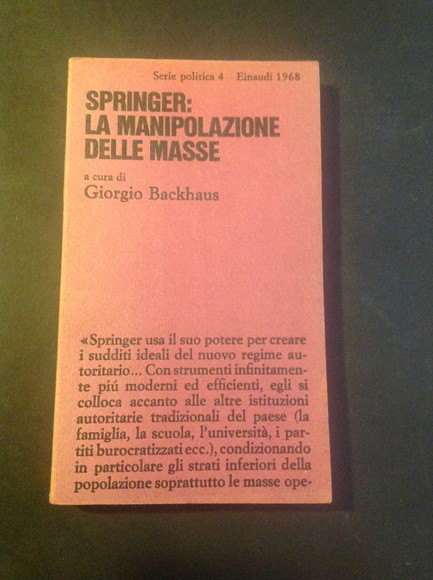 Serie politica 4 Einaudi 1968
SPRINGER:
LA MANIPOLAZIONE
DELLE MASSE
a cura di
Giorgio Backhaus
«Springer usa il suo potere per creare
i sudditi ideali del nuovo regime au-
toritario... Con strumenti infinitamen-
te piú moderni ed efficienti, egli si
colloca accanto alle altre istituzioni
autoritarie tradizionali del paese (la
famiglia, la scuola, l'università, i par-
titi burocratizzati ecc.), condizionando
in particolare gli strati inferiori della
popolazione soprattutto le masse ope-